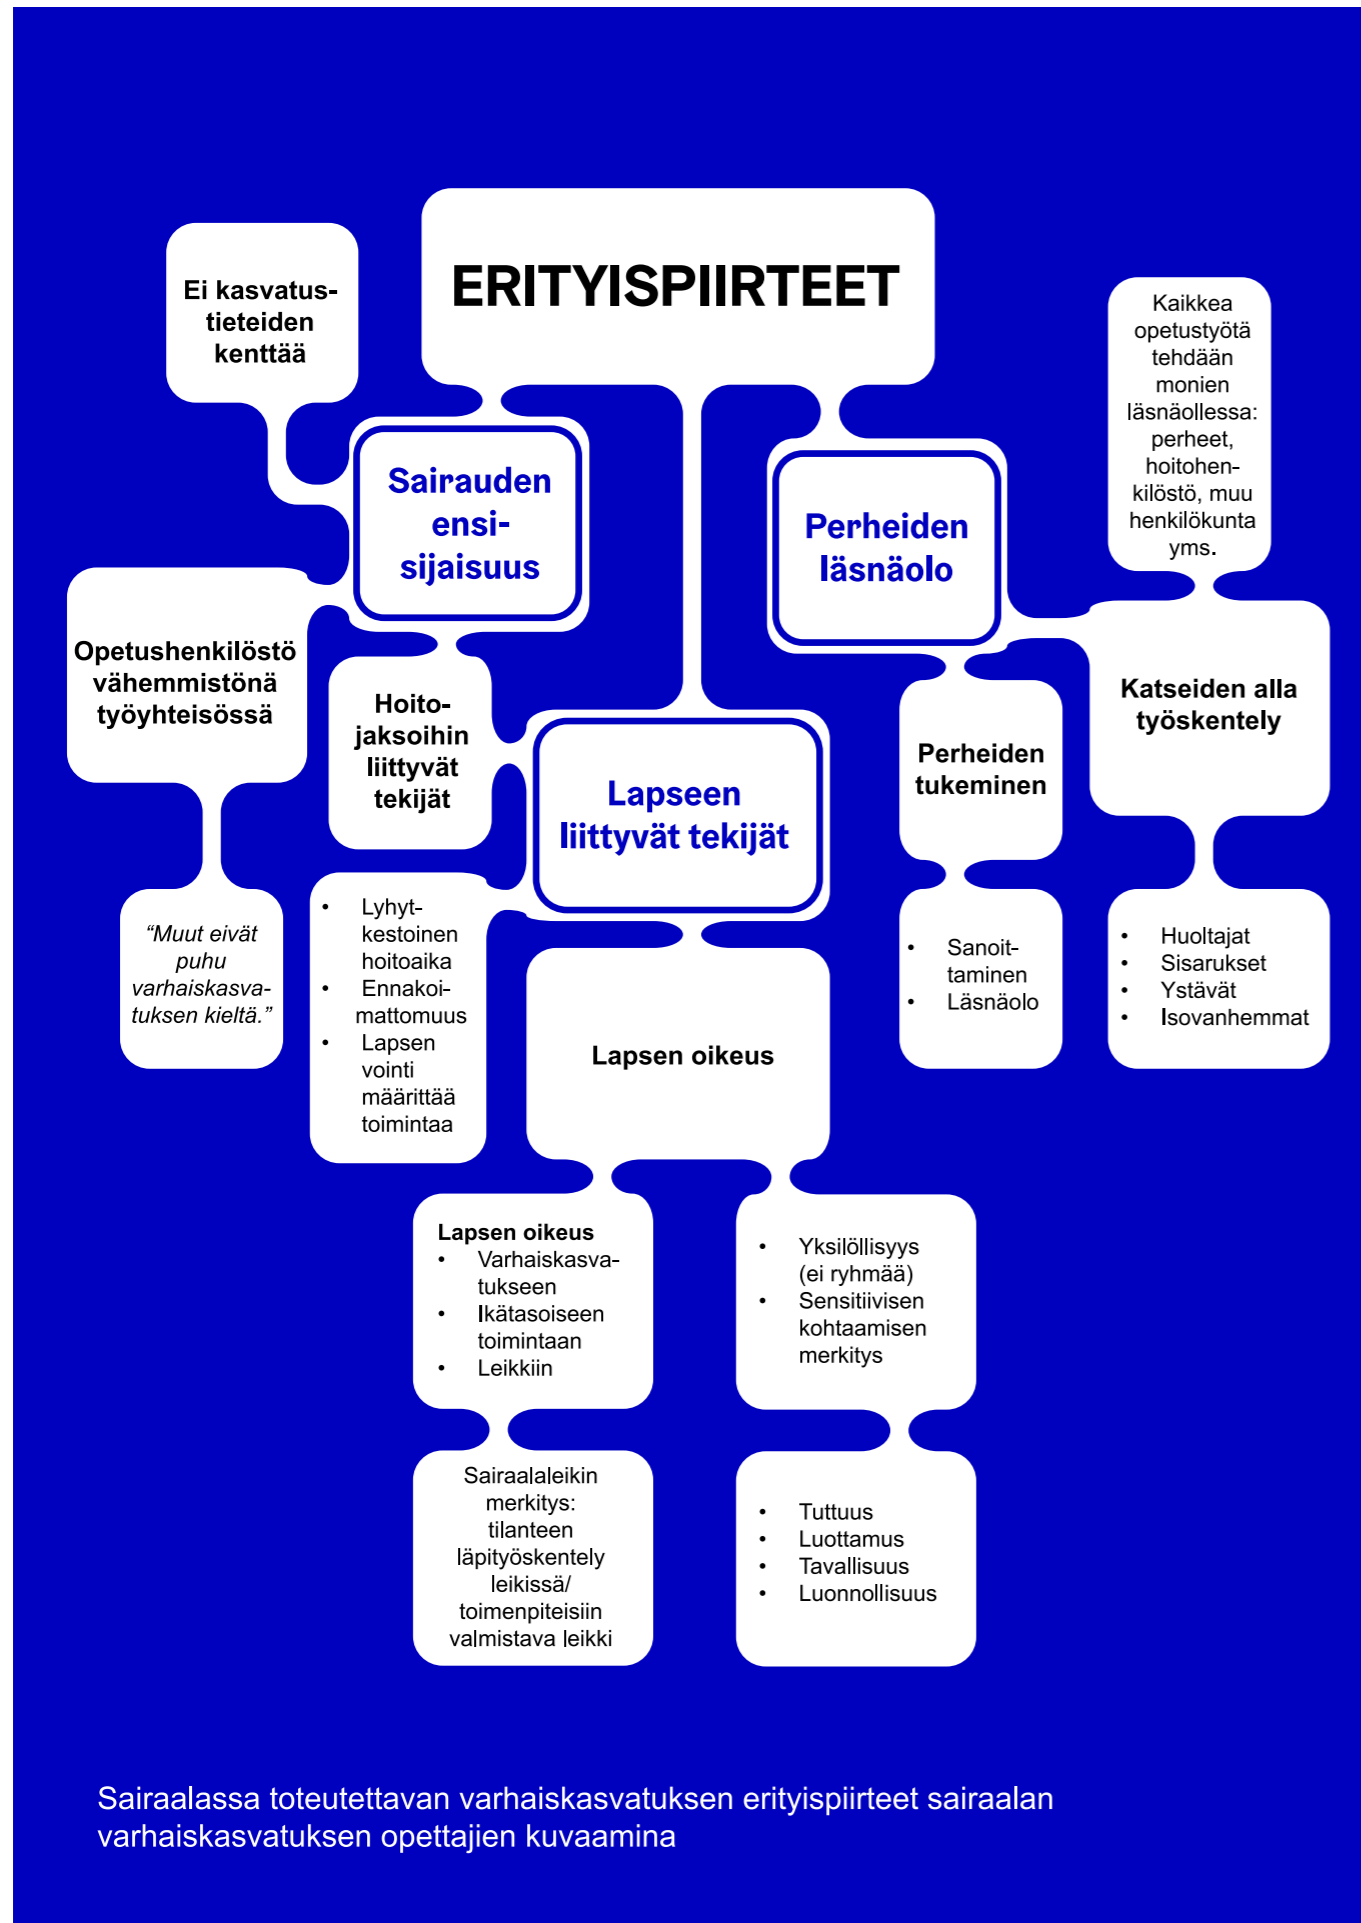 ERITYISPIIRTEET
Ei kasvatus-
tieteiden
kenttää
Kaikkea
opetustyötä
tehdään
monien
läsnäollessa:
perheet,
hoitohen-
kilöstö, muu
henkilökunta
yms.
Sairauden
ensi-
sijaisuus
Perheiden
läsnäolo
Opetushenkilöstö
vähemmistönä
työyhteisössä
Hoito-
jaksoihin
liittyvät
tekijät
Lapseen
liittyvät tekijät
Perheiden
tukeminen
Katseiden alla
työskentely
“Muut eivät
puhu
varhaiskasva-
tuksen kieltä.”
• Lyhyt-
kestoinen
hoitoaika
• Ennakoi-
mattomuus
• Lapsen
vointi
määrittää
toimintaa
Lapsen oikeus
• Sanoit-
taminen
• Läsnäolo
• Huoltajat
• Sisarukset
• Ystävät
• Isovanhemmat
Lapsen oikeus
• Varhaiskasva-
tukseen
• Ikätasoiseen
toimintaan
• Leikkiin
• Yksilöllisyys
(ei ryhmää)
• Sensitiivisen
kohtaamisen
merkitys
Sairaalaleikin
merkitys:
tilanteen
läpityöskentely
leikissä/
toimenpiteisiin
valmistava leikki
• Tuttuus
• Luottamus
• Tavallisuus
• Luonnollisuus
Sairaalassa toteutettavan varhaiskasvatuksen erityispiirteet sairaalan
varhaiskasvatuksen opettajien kuvaamina